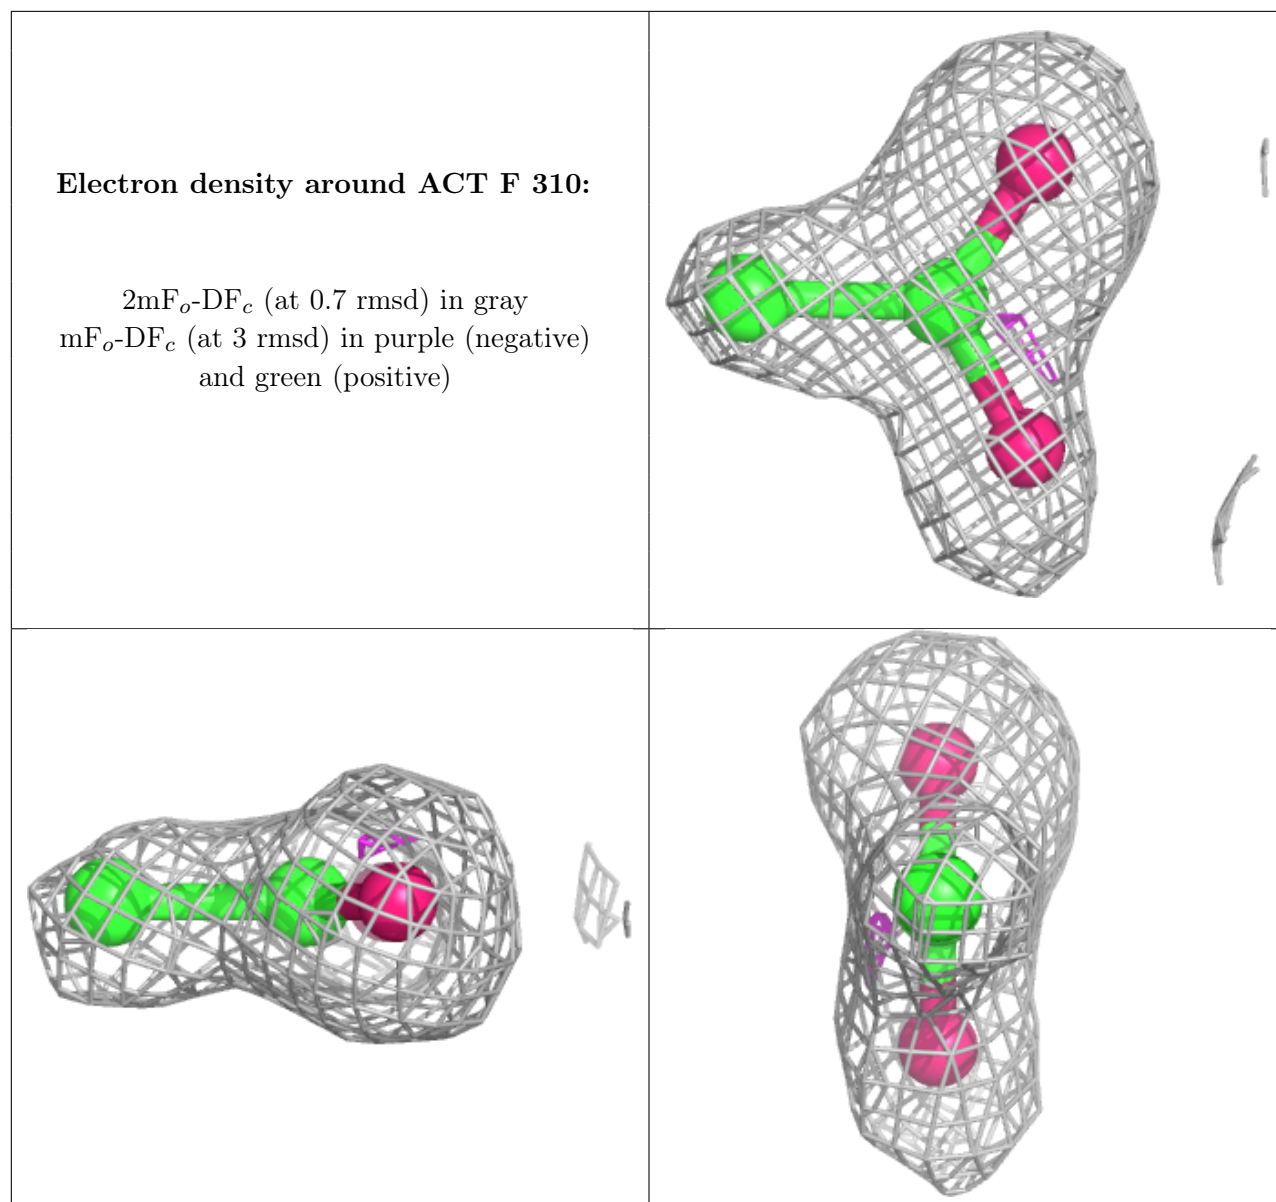 Electron density around ACT F 310:
2mFₒ-DF𝒸 (at 0.7 rmsd) in gray
mFₒ-DF𝒸 (at 3 rmsd) in purple (negative)
and green (positive)